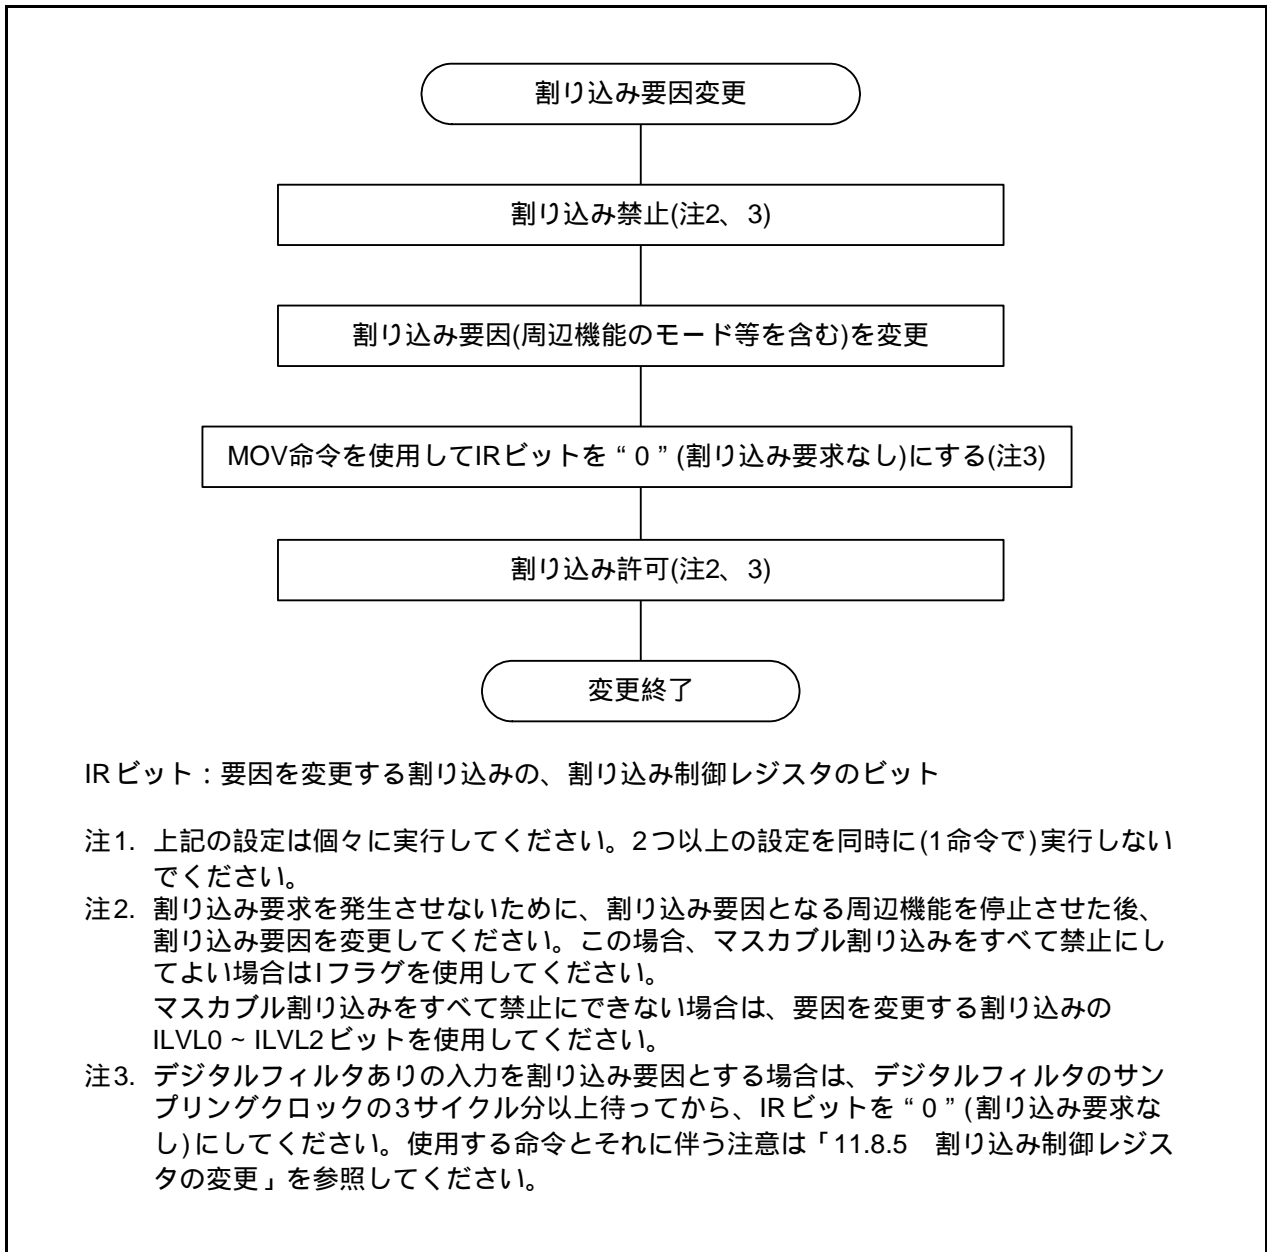 割り込み要因変更
割り込み禁止(注2、3)
割り込み要因(周辺機能のモード等を含む)を変更
MOV命令を使用してIRビットを“0”(割り込み要求なし)にする(注3)
割り込み許可(注2、3)
変更終了
IRビット：要因を変更する割り込みの、割り込み制御レジスタのビット
注1. 上記の設定は個々に実行してください。2つ以上の設定を同時に(1命令で)実行しない
でください。
注2. 割り込み要求を発生させないために、割り込み要因となる周辺機能を停止させた後、
割り込み要因を変更してください。この場合、マスカブル割り込みをすべて禁止にし
てよい場合はIフラグを使用してください。
マスカブル割り込みをすべて禁止にできない場合は、要因を変更する割り込みの
ILVL0 ~ ILVL2ビットを使用してください。
注3. デジタルフィルタありの入力を割り込み要因とする場合は、デジタルフィルタのサン
プリングクロックの3サイクル分以上待ってから、IRビットを“0”(割り込み要求な
し)にしてください。使用する命令とそれに伴う注意は「11.8.5　割り込み制御レジス
タの変更」を参照してください。